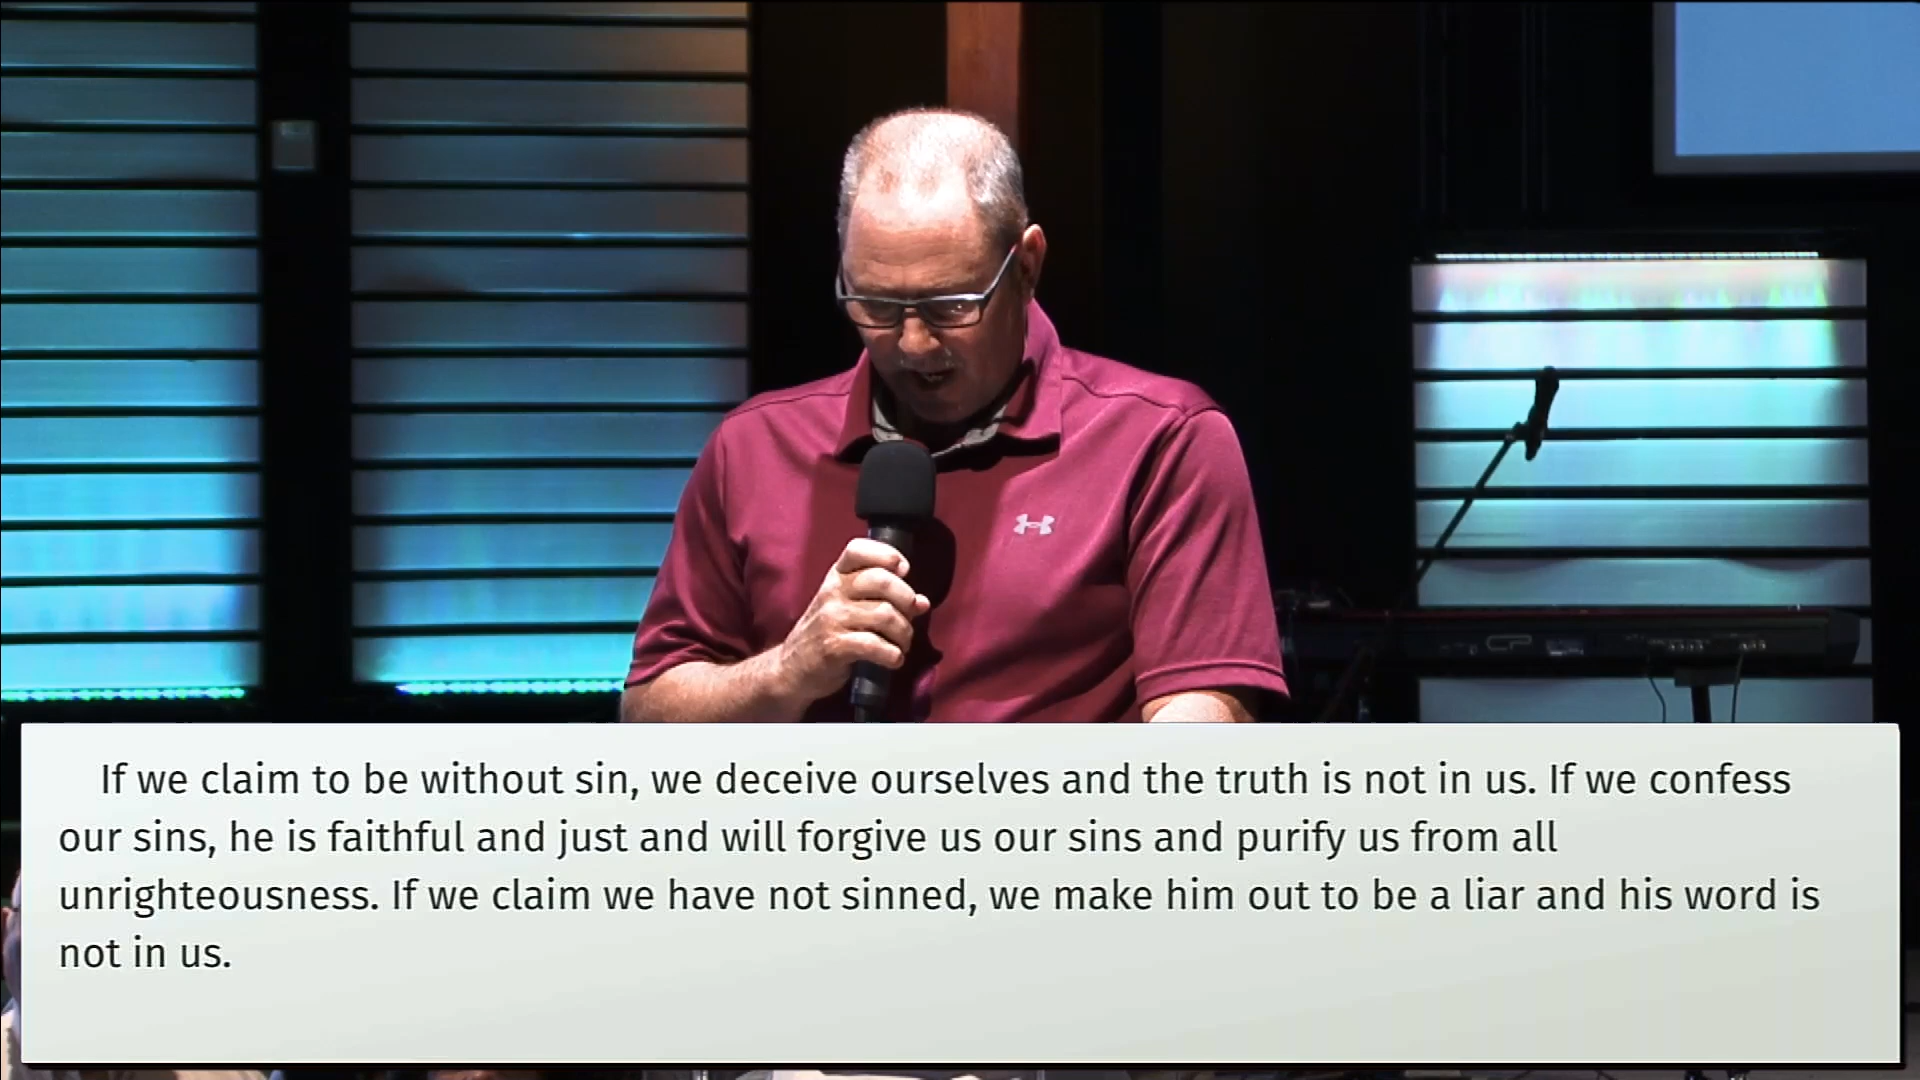 If we claim to be without sin, we deceive ourselves and the truth is not in us. If we confess
our sins, he is faithful and just and will forgive us our sins and purify us from all
unrighteousness. If we claim we have not sinned, we make him out to be a liar and his word is
not in us.